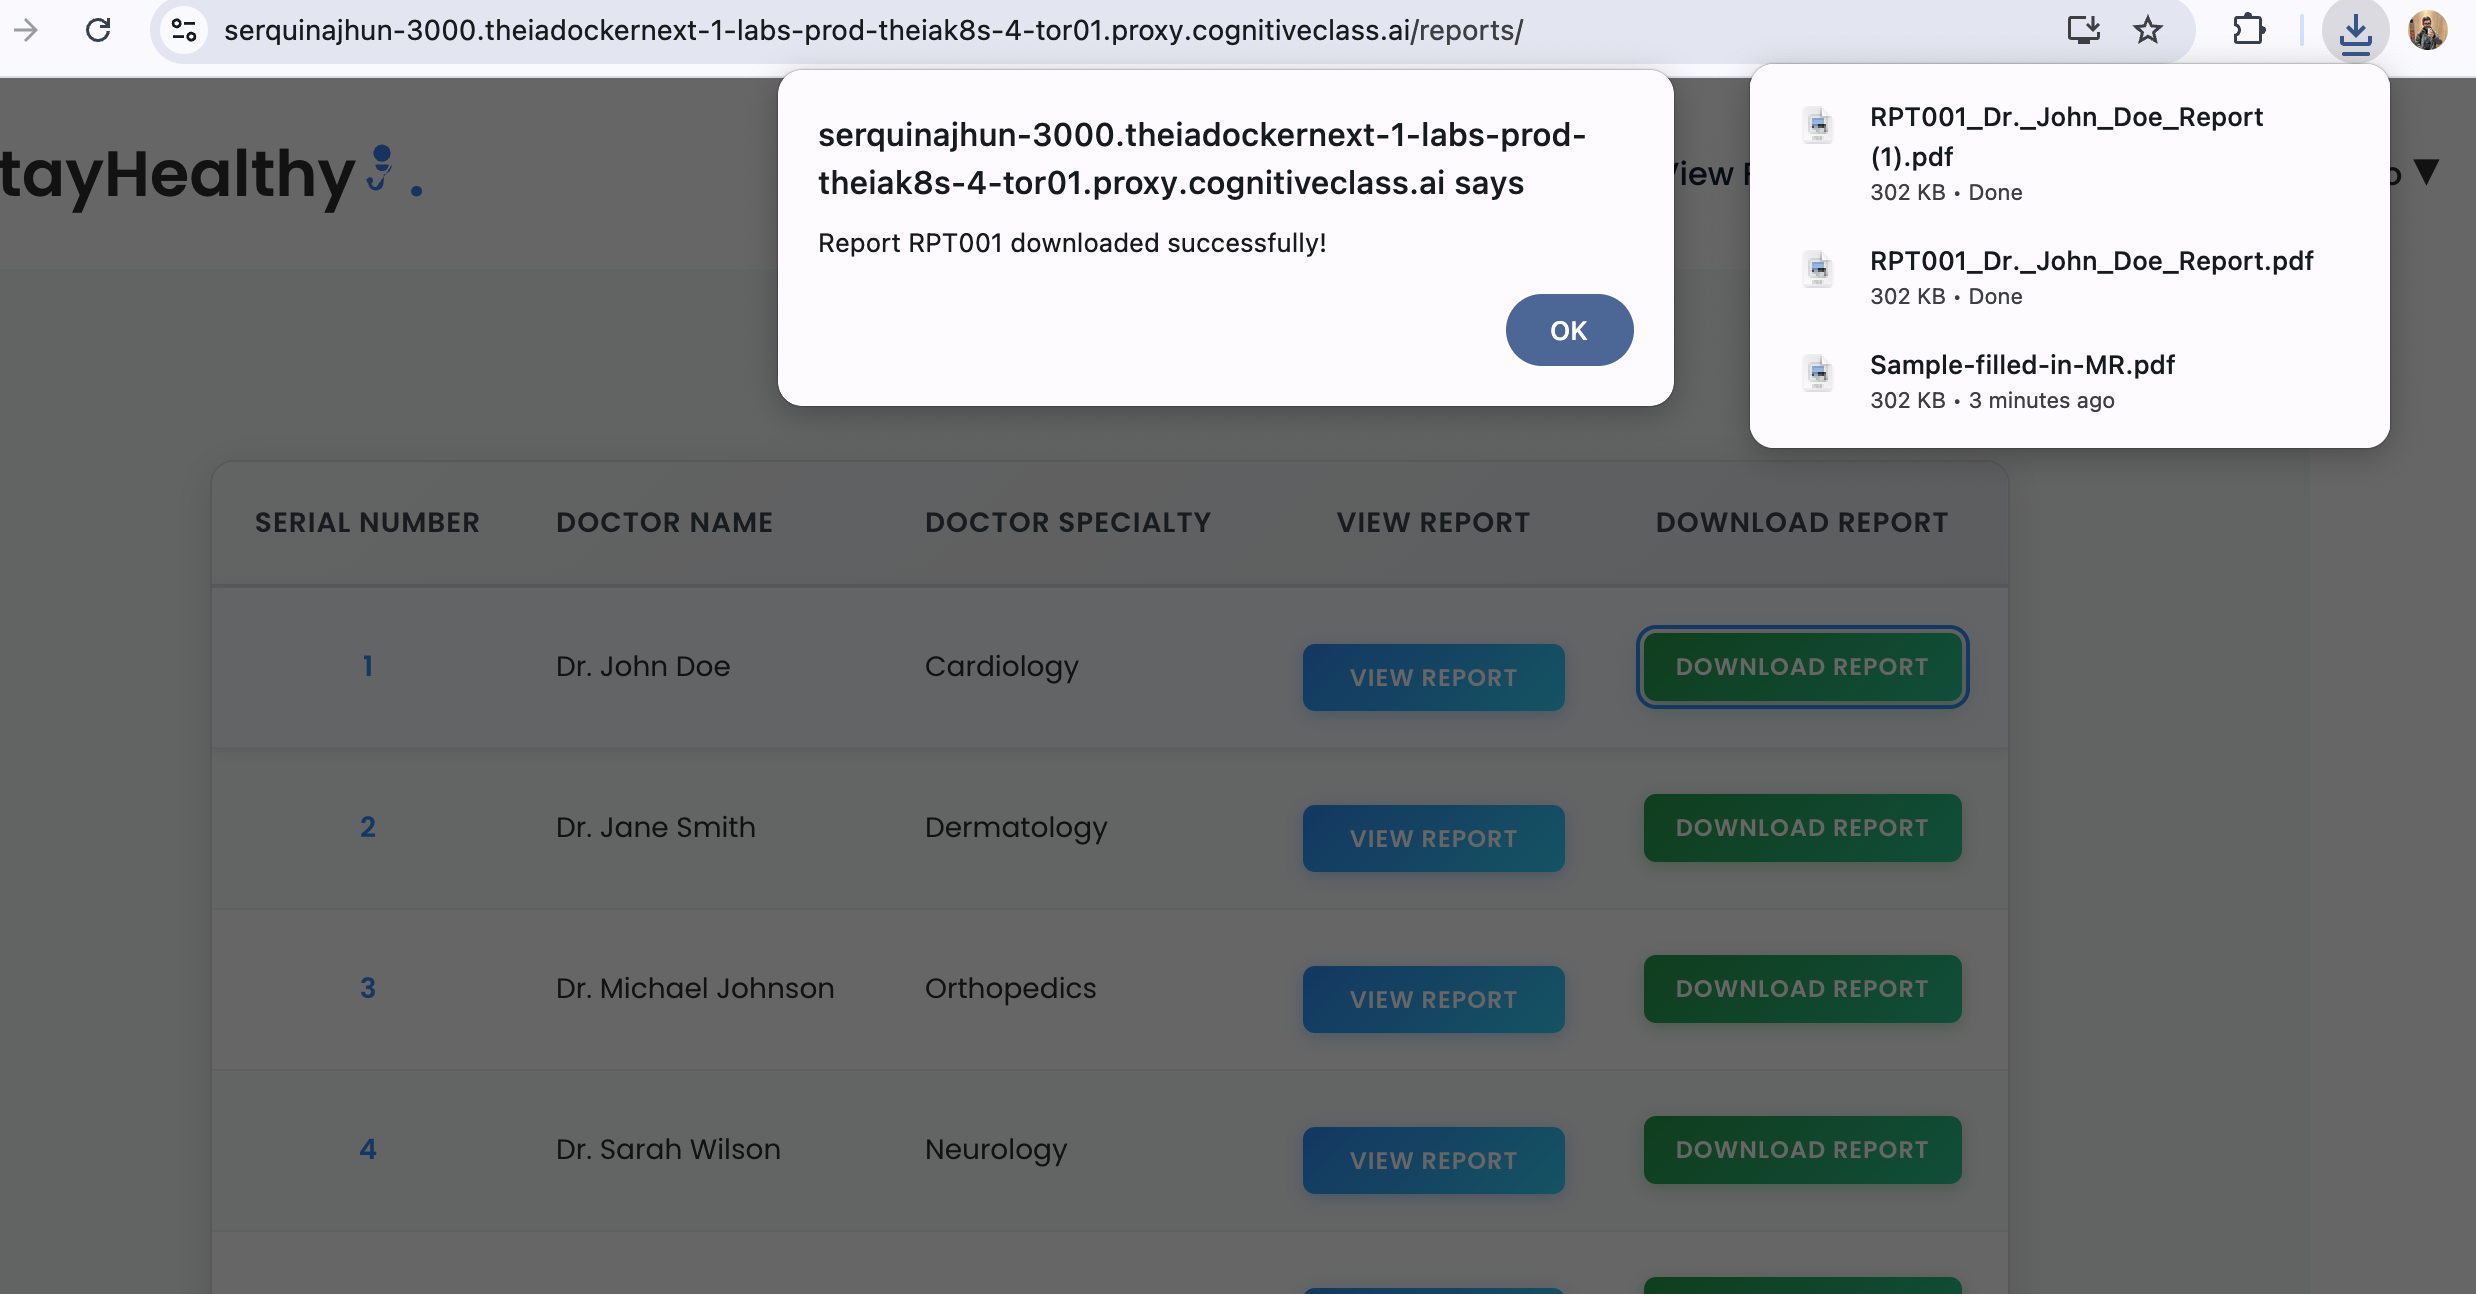 serquinajhun-3000.theiadockernext-1-labs-prod-theiak8s-4-tor01.proxy.cognitiveclass.ai/reports/
tayHealthy.
serquinajhun-3000.theiadockernext-1-labs-prod-
theiak8s-4-tor01.proxy.cognitiveclass.ai says
Report RPT001 downloaded successfully!
OK
View
RPT001_Dr._John_Doe_Report
(1).pdf
302 KB • Done
RPT001_Dr._John_Doe_Report.pdf
302 KB • Done
Sample-filled-in-MR.pdf
302 KB • 3 minutes ago
SERIAL NUMBER DOCTOR NAME DOCTOR SPECIALTY VIEW REPORT DOWNLOAD REPORT
1 Dr. John Doe Cardiology VIEW REPORT DOWNLOAD REPORT
2 Dr. Jane Smith Dermatology VIEW REPORT DOWNLOAD REPORT
3 Dr. Michael Johnson Orthopedics VIEW REPORT DOWNLOAD REPORT
4 Dr. Sarah Wilson Neurology VIEW REPORT DOWNLOAD REPORT